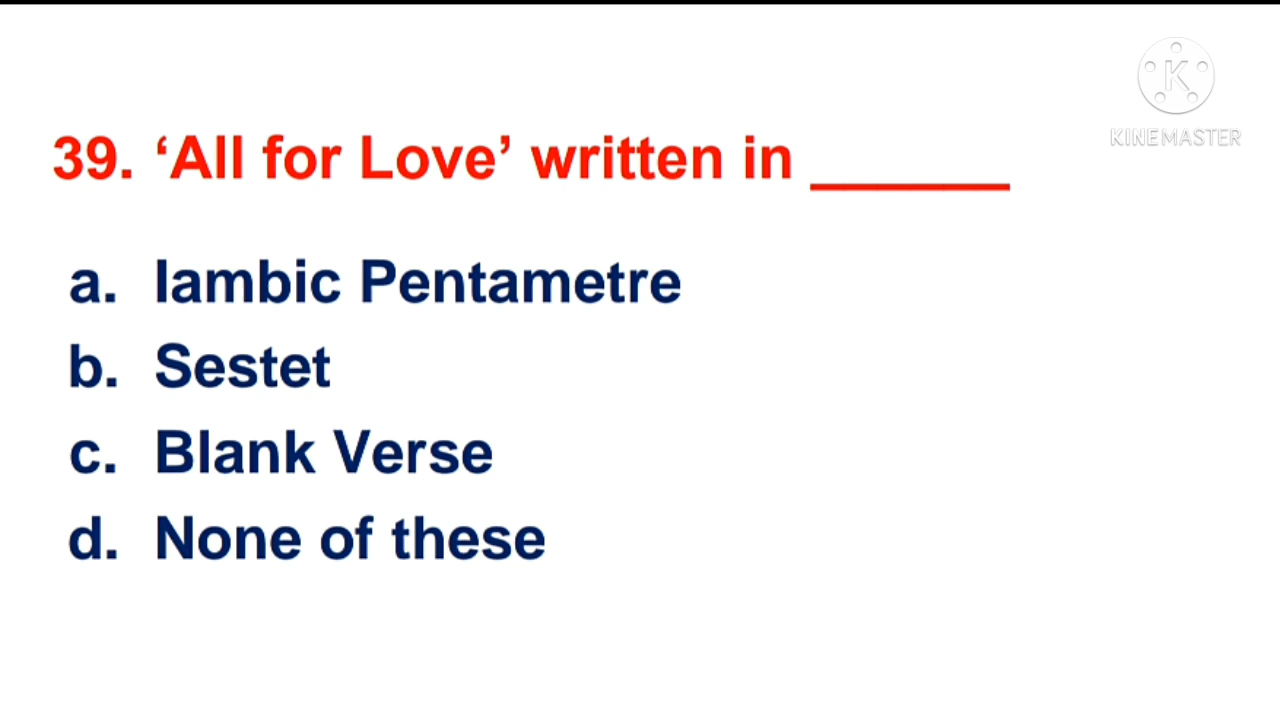 K
KINEMASTER
39. ‘All for Love’ written in ______
a. Iambic Pentametre
b. Sestet
c. Blank Verse
d. None of these